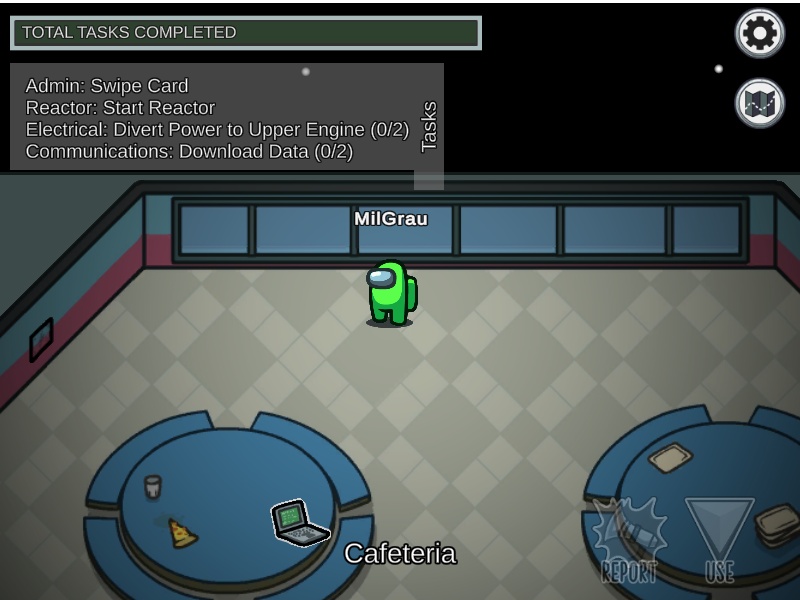 TOTAL TASKS COMPLETED
Admin: Swipe Card
Reactor: Start Reactor
Electrical: Divert Power to Upper Engine (0/2)
Communications: Download Data (0/2)
Tasks
MilGrau
Cafeteria
REPORT
USE